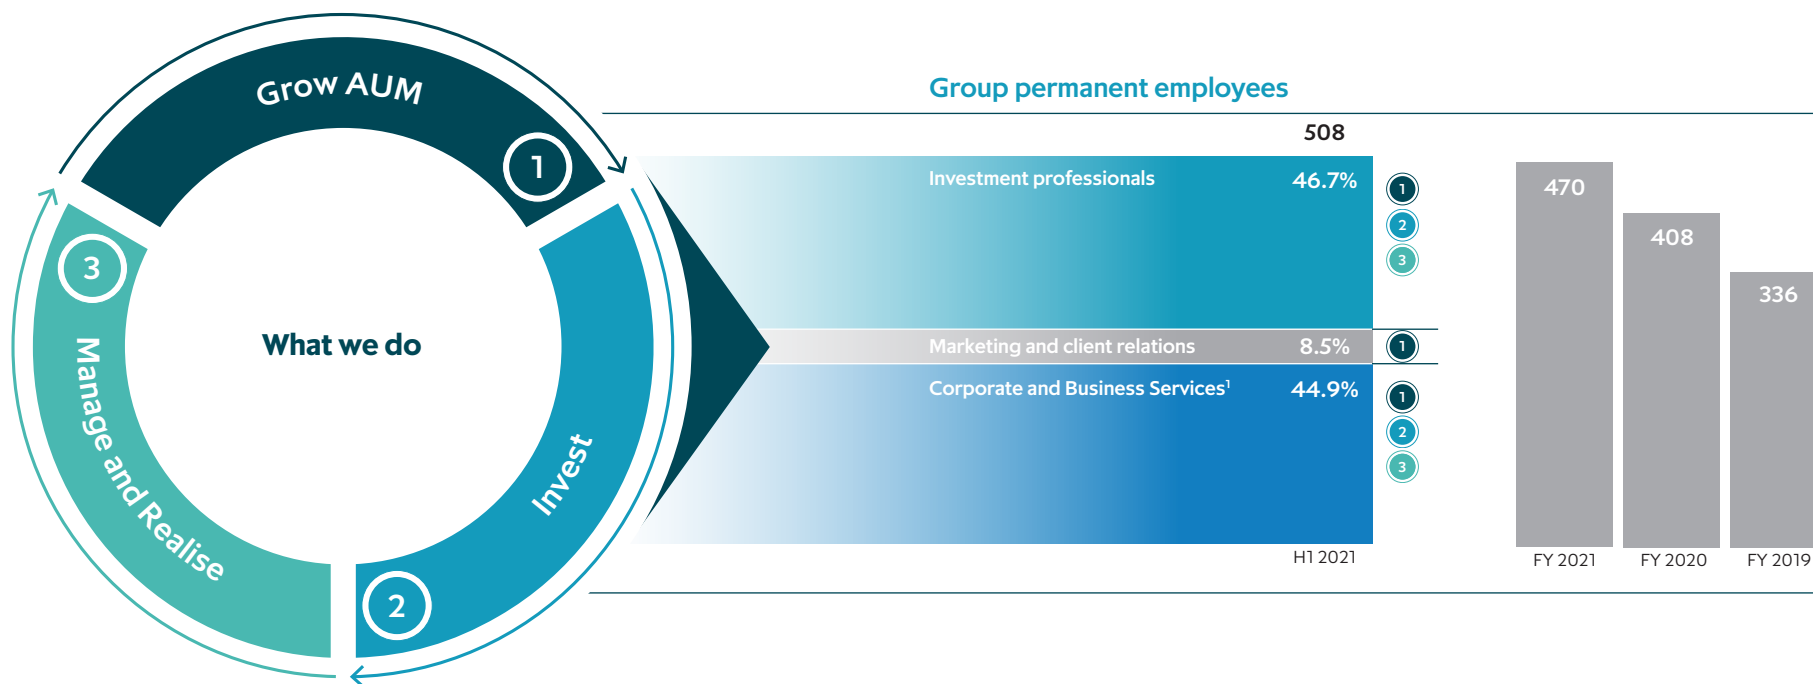 Grow AUM
1
3
What we do
Manage and Realise
Invest
2
Group permanent employees
508
Investment professionals 46.7%
1
2
3
Marketing and client relations 8.5%
1
Corporate and Business Services¹ 44.9%
1
2
3
H1 2021
470
408
336
FY 2021
FY 2020
FY 2019